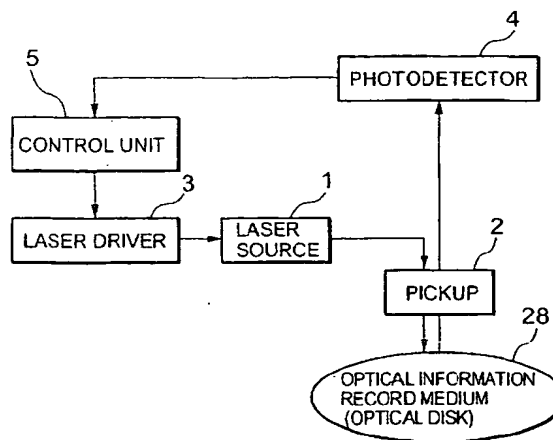 4
PHOTODETECTOR
5
CONTROL UNIT
3
LASER DRIVER
1
LASER
SOURCE
2
PICKUP
28
OPTICAL INFORMATION
RECORD MEDIUM
(OPTICAL DISK)